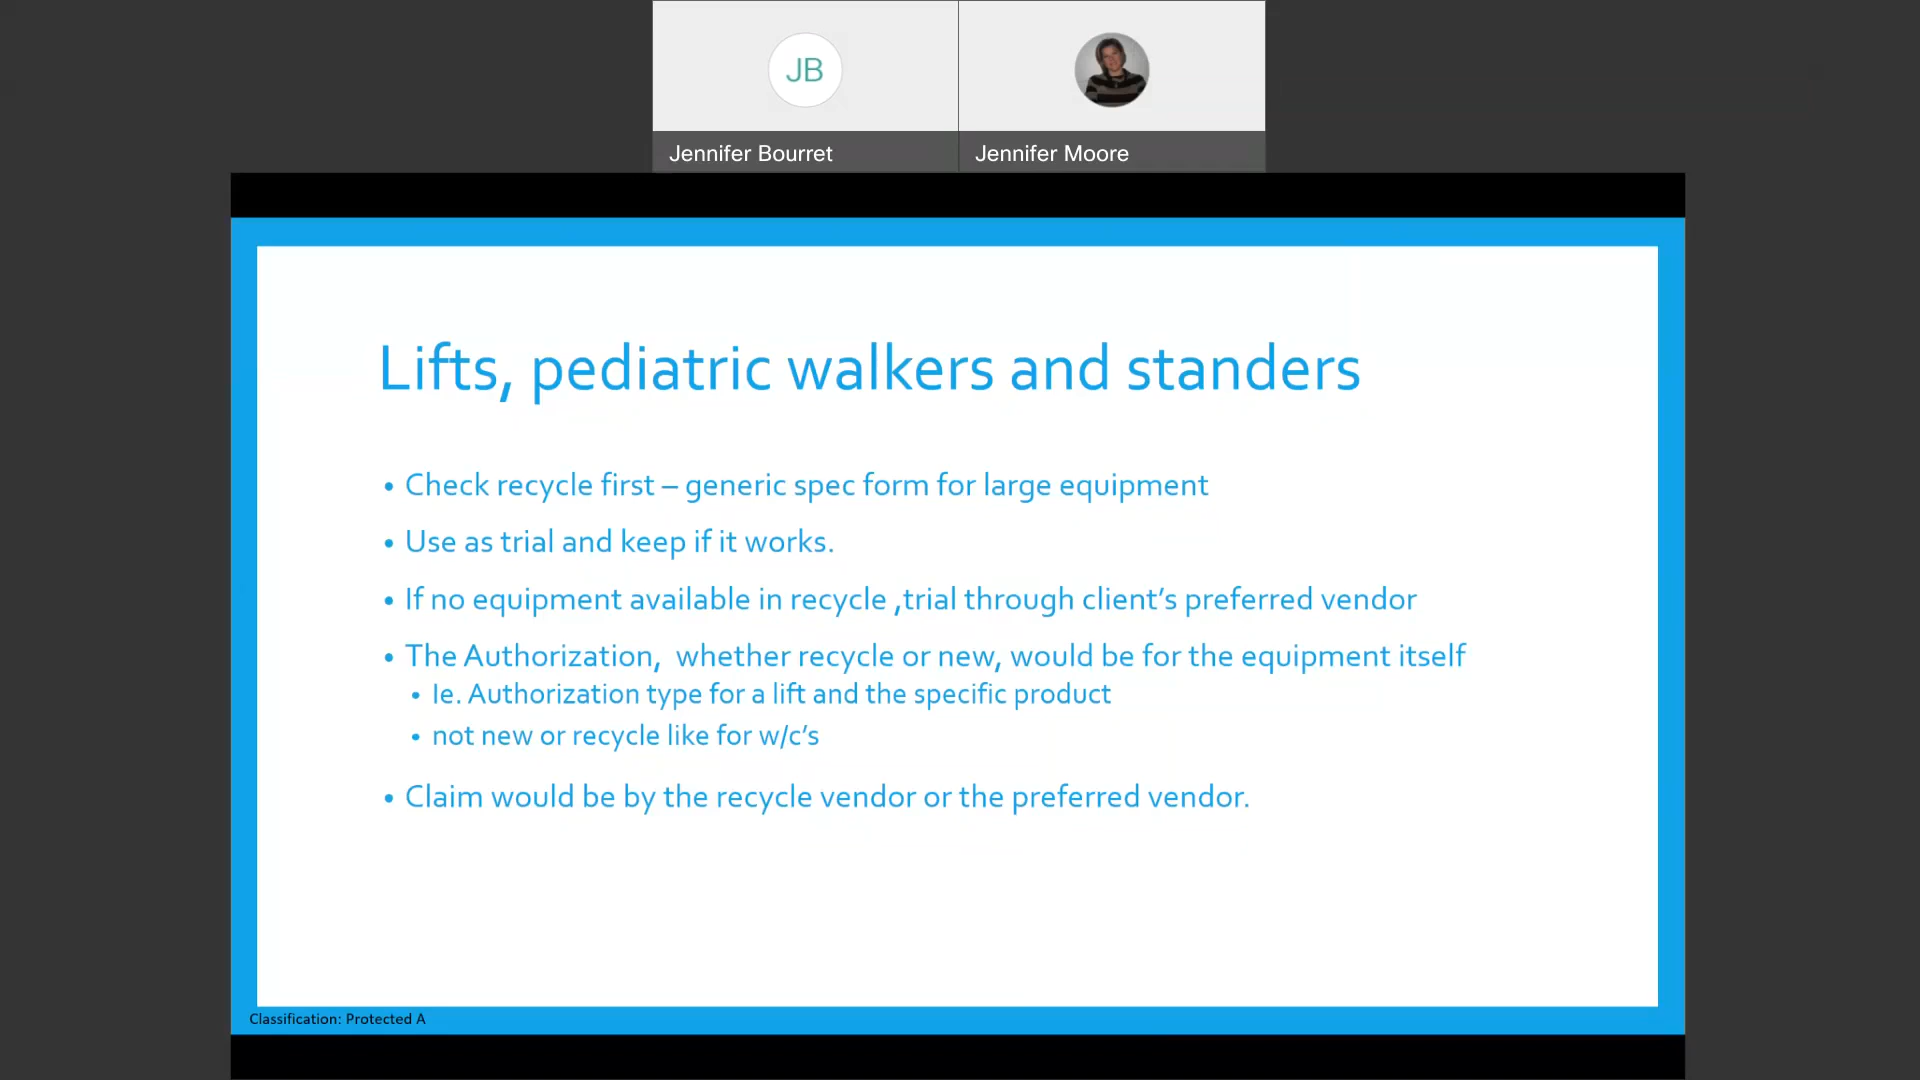 JB
Jennifer Bourret
Jennifer Moore
Lifts, pediatric walkers and standers
• Check recycle first – generic spec form for large equipment
• Use as trial and keep if it works.
• If no equipment available in recycle ,trial through client’s preferred vendor
• The Authorization,  whether recycle or new, would be for the equipment itself
• Ie. Authorization type for a lift and the specific product
• not new or recycle like for w/c’s
• Claim would be by the recycle vendor or the preferred vendor.
Classification: Protected A